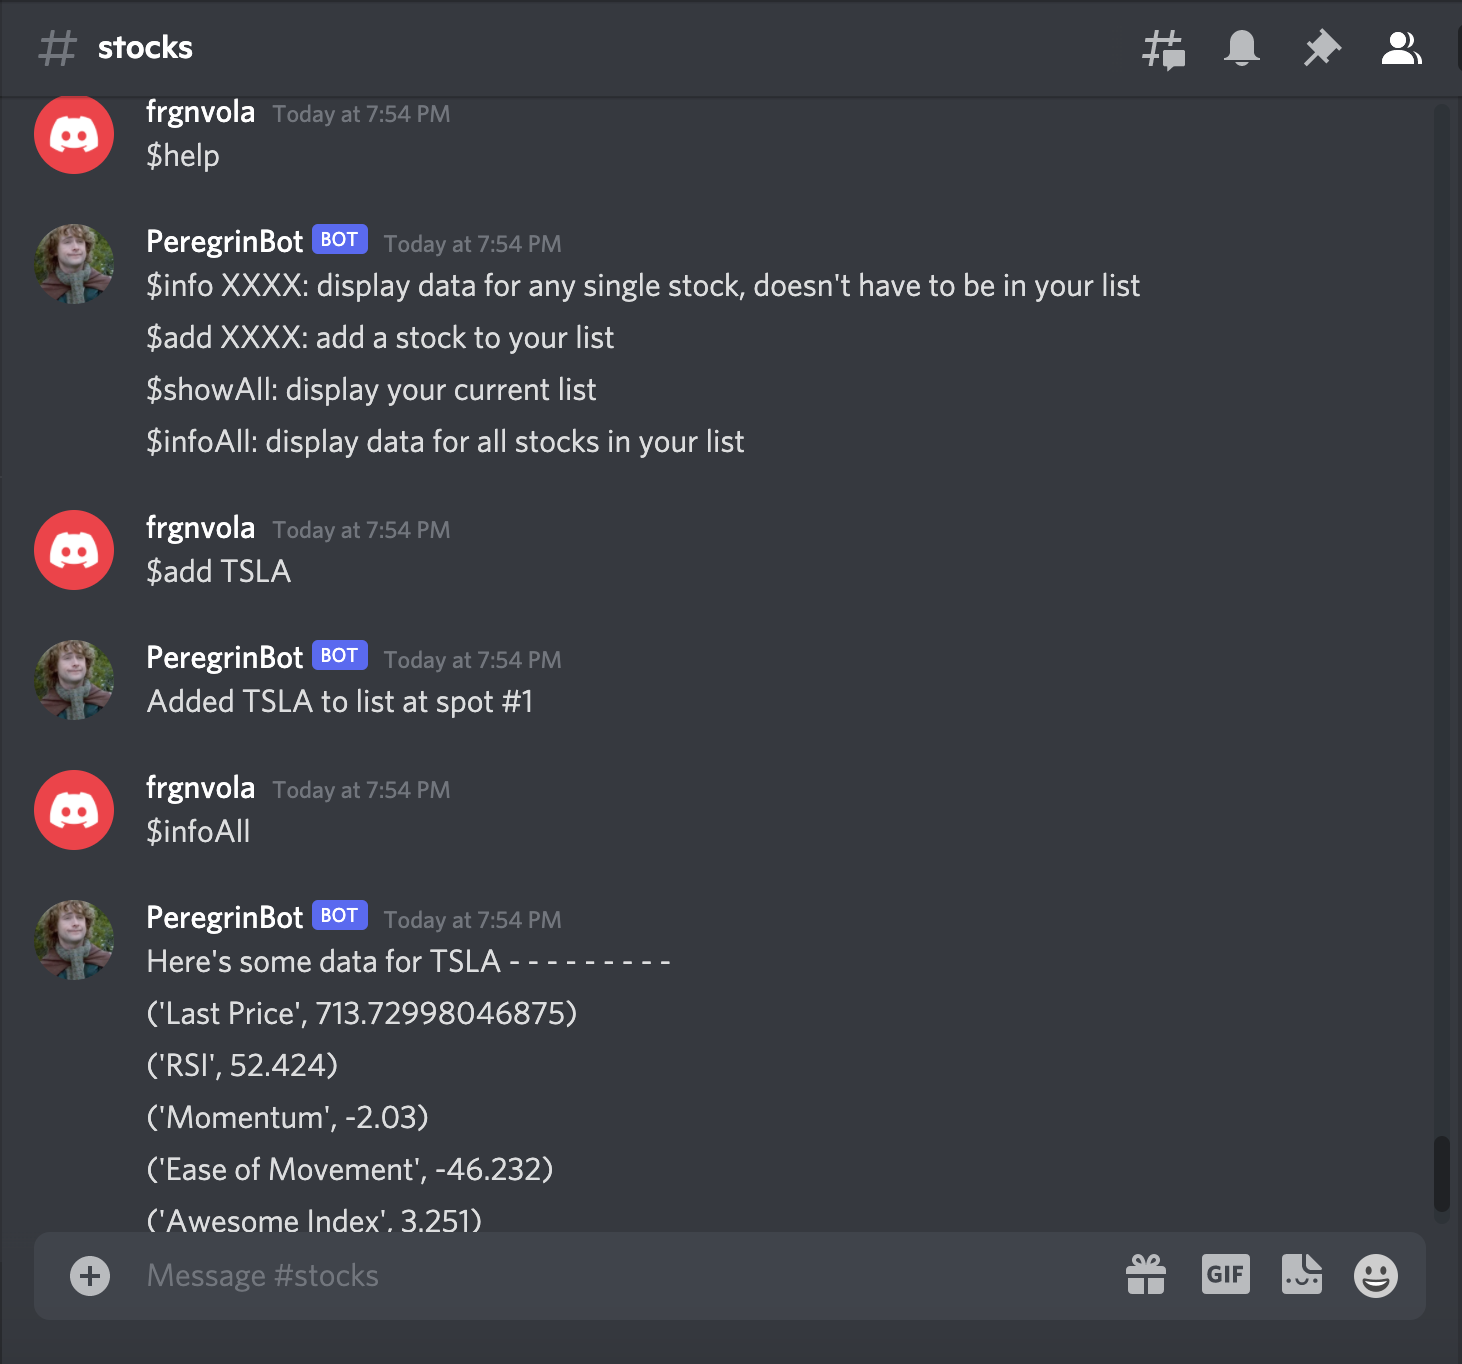 # stocks
frgnvola Today at 7:54 PM
$help
PeregrinBot BOT Today at 7:54 PM
$info XXXX: display data for any single stock, doesn't have to be in your list
$add XXXX: add a stock to your list
$showAll: display your current list
$infoAll: display data for all stocks in your list
frgnvola Today at 7:54 PM
$add TSLA
PeregrinBot BOT Today at 7:54 PM
Added TSLA to list at spot #1
frgnvola Today at 7:54 PM
$infoAll
PeregrinBot BOT Today at 7:54 PM
Here's some data for TSLA - - - - - - - - -
('Last Price', 713.72998046875)
('RSI', 52.424)
('Momentum', -2.03)
('Ease of Movement', -46.232)
('Awesome Index', 3.251)
Message #stocks GIF